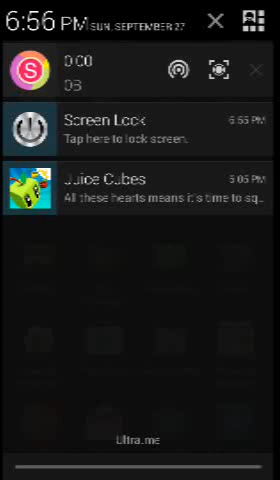 6:56 PM SUN, SEPTEMBER 27
S 0:00
0B
Screen Lock 6:55 PM
Tap here to lock screen.
Juice Cubes 5:05 PM
All these hearts means it's time to sq..
Ultra.me